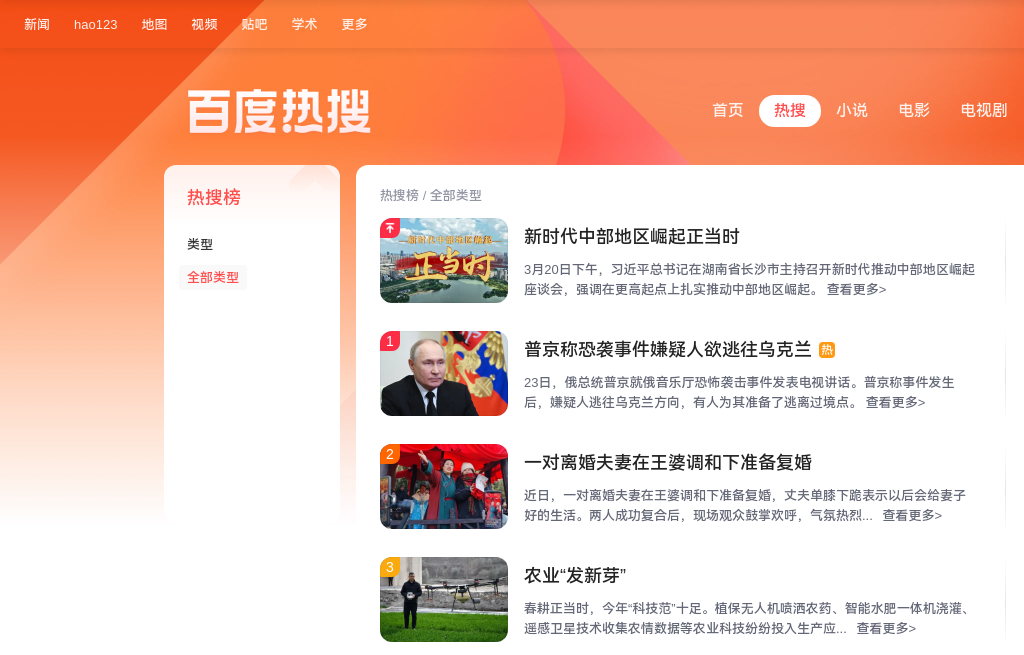 新闻 hao123 地图 视频 贴吧 学术 更多
百度热搜
首页 热搜 小说 电影 电视剧
热搜榜
类型
全部类型
热搜榜 / 全部类型
新时代中部地区崛起
正当时
新时代中部地区崛起正当时
3月20日下午，习近平总书记在湖南省长沙市主持召开新时代推动中部地区崛起
座谈会，强调在更高起点上扎实推动中部地区崛起。 查看更多>
1
普京称恐袭事件嫌疑人欲逃往乌克兰 热
23日，俄总统普京就俄音乐厅恐怖袭击事件发表电视讲话。普京称事件发生
后，嫌疑人逃往乌克兰方向，有人为其准备了逃离过境点。 查看更多>
2
一对离婚夫妻在王婆调和下准备复婚
近日，一对离婚夫妻在王婆调和下准备复婚，丈夫单膝下跪表示以后会给妻子
好的生活。两人成功复合后，现场观众鼓掌欢呼，气氛热烈... 查看更多>
3
农业“发新芽”
春耕正当时，今年“科技范”十足。植保无人机喷洒农药、智能水肥一体机浇灌、
遥感卫星技术收集农情数据等农业科技纷纷投入生产应... 查看更多>